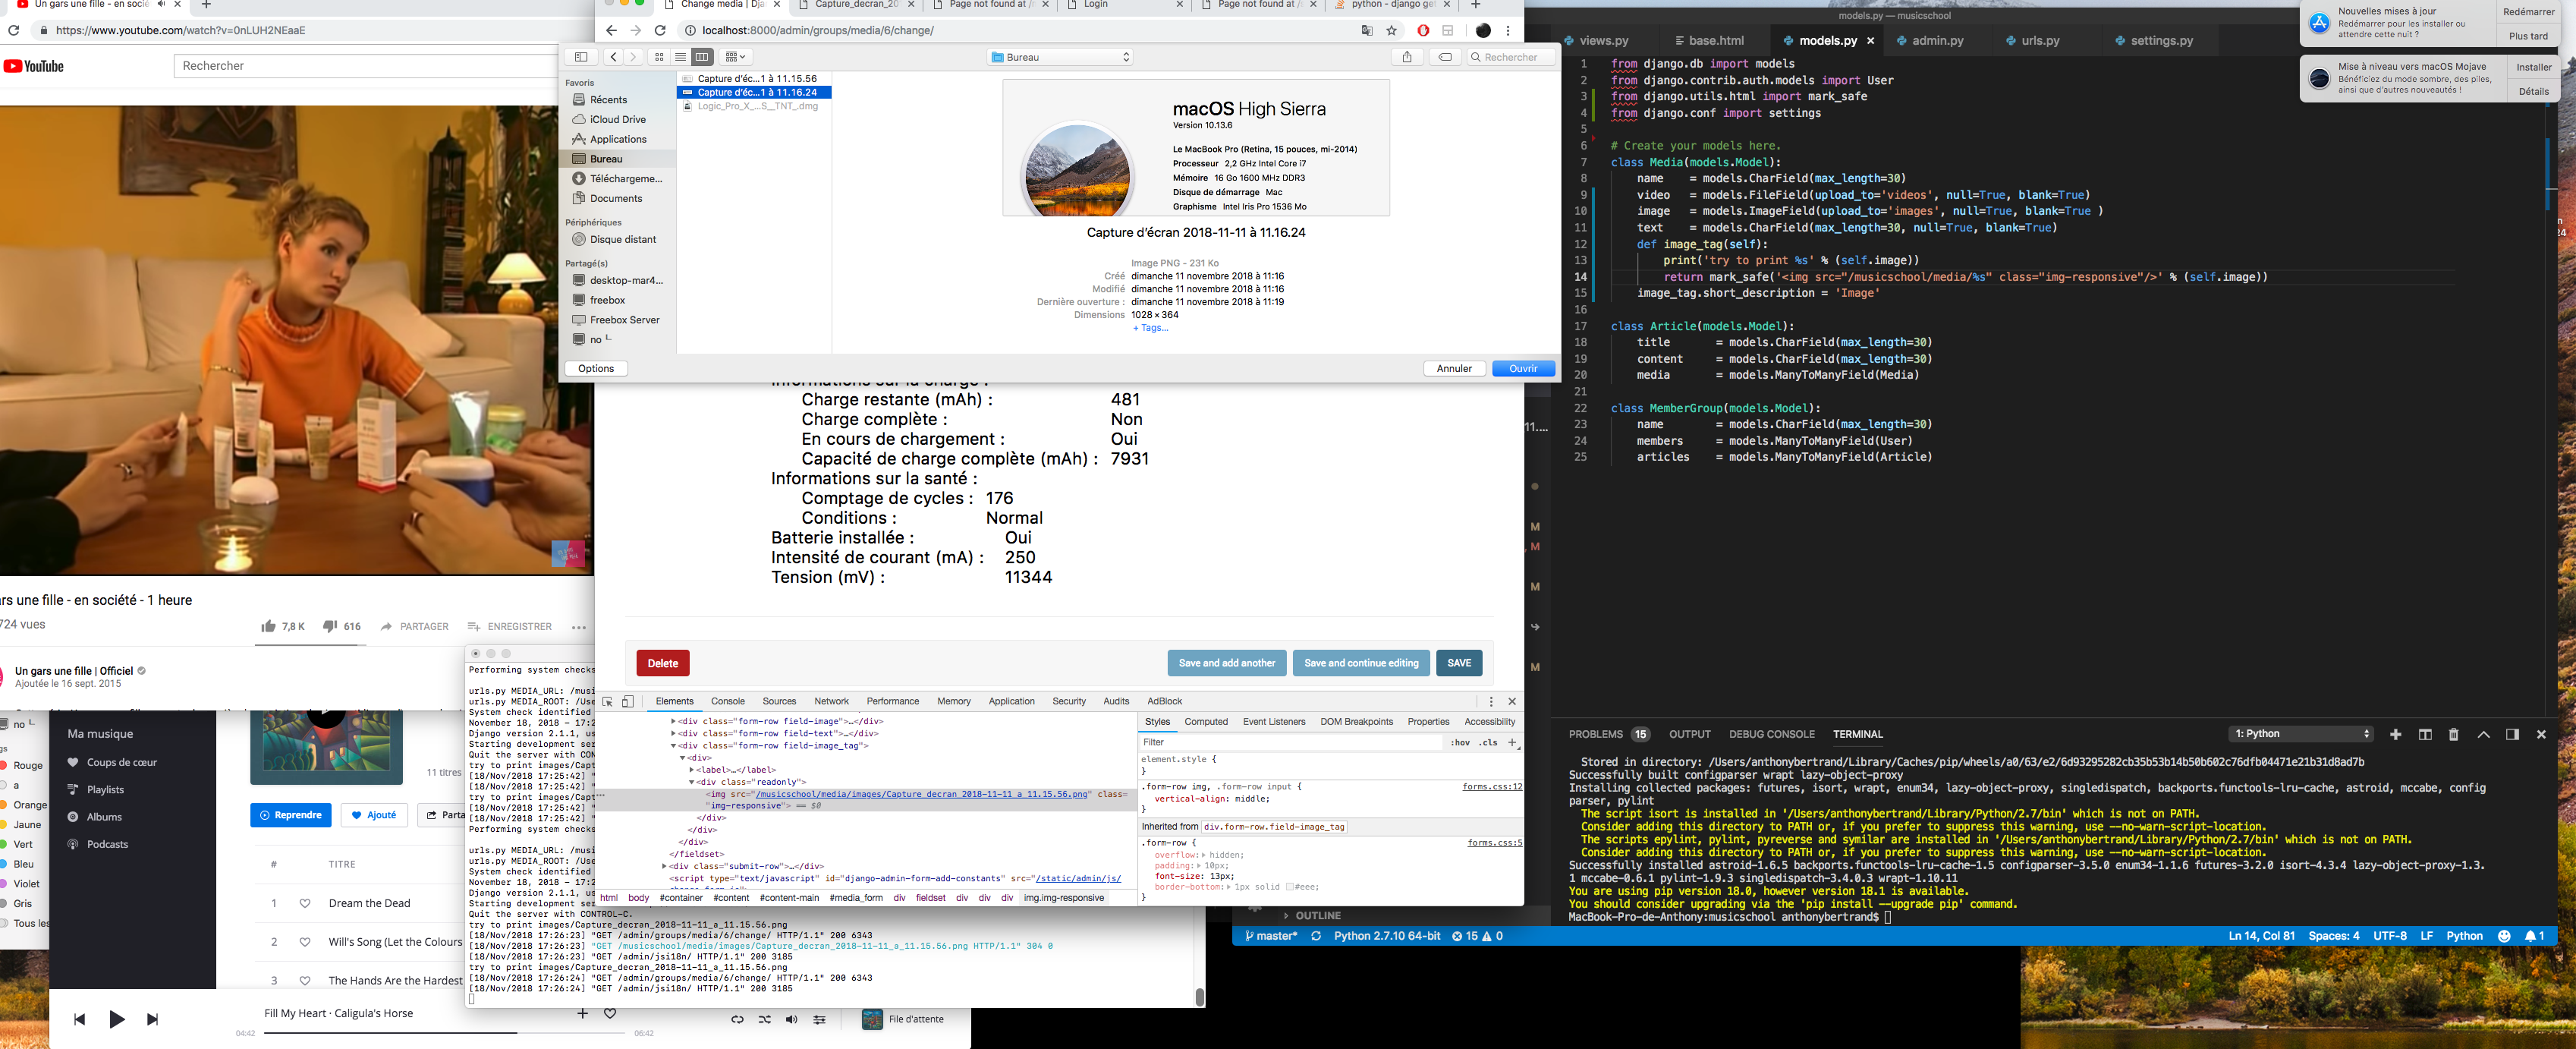 Un gars une fille - en socié
https://www.youtube.com/watch?v=0nLUH2NEaaE
YouTube
Rechercher
rs une fille - en société - 1 heure
724 vues
7,8 K
616
PARTAGER
ENREGISTRER
Un gars une fille | Officiel
Ajoutée le 16 sept. 2015
no
Rouge
a
Orange
Jaune
Vert
Bleu
Violet
Gris
Tous les
Ma musique
Coups de cœur
Playlists
Albums
Podcasts
11 titres
Reprendre
Ajouté
Parta
# TITRE
1 Dream the Dead
2 Will's Song (Let the Colours
3 The Hands Are the Hardest
Fill My Heart · Caligula's Horse
04:42
06:42
File d'attente
Performing system checks
urls.py MEDIA_URL: /musi
urls.py MEDIA_ROOT: /Use
System check identified
November 18, 2018 - 17:2
Django version 2.1.1, us
Starting development ser
Quit the server with CON
try to print images/Capt
[18/Nov/2018 17:25:42] "
try to print images/Capt
[18/Nov/2018 17:25:42] "
[18/Nov/2018 17:25:42] "
Performing system checks
urls.py MEDIA_URL: /musi
urls.py MEDIA_ROOT: /Use
System check identified
November 18, 2018 - 17:2
Django version 2.1.1, us
Starting development ser
Quit the server with CONTROL-C.
try to print images/Capture_decran_2018-11-11_a_11.15.56.png
[18/Nov/2018 17:26:23] "GET /admin/groups/media/6/change/ HTTP/1.1" 200 6343
[18/Nov/2018 17:26:23] "GET /musicschool/media/images/Capture_decran_2018-11-11_a_11.15.56.png HTTP/1.1" 304 0
[18/Nov/2018 17:26:23] "GET /admin/jsi18n/ HTTP/1.1" 200 3185
try to print images/Capture_decran_2018-11-11_a_11.15.56.png
[18/Nov/2018 17:26:24] "GET /admin/groups/media/6/change/ HTTP/1.1" 200 6343
[18/Nov/2018 17:26:24] "GET /admin/jsi18n/ HTTP/1.1" 200 3185
Change media | Dja
Capture_decran_20
Page not found at /
Login
Page not found at /
python - django get
localhost:8000/admin/groups/media/6/change/
Bureau
Rechercher
Favoris
Récents
iCloud Drive
Applications
Bureau
Téléchargeme...
Documents
Périphériques
Disque distant
Partagé(s)
desktop-mar4...
freebox
Freebox Server
no
Capture d'éc...1 à 11.15.56
Capture d'éc...1 à 11.16.24
Logic_Pro_X_...S__TNT_.dmg
macOS High Sierra
Version 10.13.6
Le MacBook Pro (Retina, 15 pouces, mi-2014)
Processeur 2,2 GHz Intel Core i7
Mémoire 16 Go 1600 MHz DDR3
Disque de démarrage Mac
Graphisme Intel Iris Pro 1536 Mo
Capture d'écran 2018-11-11 à 11.16.24
Image PNG - 231 Ko
Créé dimanche 11 novembre 2018 à 11:16
Modifié dimanche 11 novembre 2018 à 11:16
Dernière ouverture : dimanche 11 novembre 2018 à 11:19
Dimensions 1028 × 364
+ Tags...
Options
Annuler
Ouvrir
Informations sur la charge :
Charge restante (mAh) : 481
Charge complète : Non
En cours de chargement : Oui
Capacité de charge complète (mAh) : 7931
Informations sur la santé :
Comptage de cycles : 176
Conditions : Normal
Batterie installée : Oui
Intensité de courant (mA) : 250
Tension (mV) : 11344
Delete
Save and add another
Save and continue editing
SAVE
Elements Console Sources Network Performance Memory Application Security Audits AdBlock
<div class="form-row field-image">…</div>
<div class="form-row field-text">…</div>
<div class="form-row field-image_tag">
<div>
<label>…</label>
<div class="readonly">
<img src="/musicschool/media/images/Capture_decran_2018-11-11_a_11.15.56.png" class=
"img-responsive"> == $0
</div>
</div>
</div>
</fieldset>
<div class="submit-row">…</div>
<script type="text/javascript" id="django-admin-form-add-constants" src="/static/admin/js/
html body #container #content #content-main #media_form div fieldset div div div img.img-responsive
Styles Computed Event Listeners DOM Breakpoints Properties Accessibility
Filter
:hov .cls +
element.style {
}
.form-row img, .form-row input { forms.css:12
vertical-align: middle;
}
Inherited from div.form-row.field-image_tag
.form-row { forms.css:5
overflow: hidden;
padding: 10px;
font-size: 13px;
border-bottom: 1px solid #eee;
}
models.py — musicschool
views.py
base.html
models.py
admin.py
urls.py
settings.py
1 from django.db import models
2 from django.contrib.auth.models import User
3 from django.utils.html import mark_safe
4 from django.conf import settings
5
6 # Create your models here.
7 class Media(models.Model):
8 name = models.CharField(max_length=30)
9 video = models.FileField(upload_to='videos', null=True, blank=True)
10 image = models.ImageField(upload_to='images', null=True, blank=True )
11 text = models.CharField(max_length=30, null=True, blank=True)
12 def image_tag(self):
13 print('try to print %s' % (self.image))
14 return mark_safe('<img src="/musicschool/media/%s" class="img-responsive"/>' % (self.image))
15 image_tag.short_description = 'Image'
16
17 class Article(models.Model):
18 title = models.CharField(max_length=30)
19 content = models.CharField(max_length=30)
20 media = models.ManyToManyField(Media)
21
22 class MemberGroup(models.Model):
23 name = models.CharField(max_length=30)
24 members = models.ManyToManyField(User)
25 articles = models.ManyToManyField(Article)
11....
M
M
M
M
Nouvelles mises à jour
Redémarrer pour les installer ou
attendre cette nuit ?
Redémarrer
Plus tard
Mise à niveau vers macOS Mojave
Bénéficiez du mode sombre, des piles,
ainsi que d'autres nouveautés !
Installer
Détails
PROBLEMS 15 OUTPUT DEBUG CONSOLE TERMINAL
1: Python
Stored in directory: /Users/anthonybertrand/Library/Caches/pip/wheels/a0/63/e2/6d93295282cb35b53b14b50b602c76dfb04471e21b31d8ad7b
Successfully built configparser wrapt lazy-object-proxy
Installing collected packages: futures, isort, wrapt, enum34, lazy-object-proxy, singledispatch, backports.functools-lru-cache, astroid, mccabe, config
parser, pylint
The script isort is installed in '/Users/anthonybertrand/Library/Python/2.7/bin' which is not on PATH.
Consider adding this directory to PATH or, if you prefer to suppress this warning, use --no-warn-script-location.
The scripts epylint, pylint, pyreverse and symilar are installed in '/Users/anthonybertrand/Library/Python/2.7/bin' which is not on PATH.
Consider adding this directory to PATH or, if you prefer to suppress this warning, use --no-warn-script-location.
Successfully installed astroid-1.6.5 backports.functools-lru-cache-1.5 configparser-3.5.0 enum34-1.1.6 futures-3.2.0 isort-4.3.4 lazy-object-proxy-1.3.
1 mccabe-0.6.1 pylint-1.9.3 singledispatch-3.4.0.3 wrapt-1.10.11
You are using pip version 18.0, however version 18.1 is available.
You should consider upgrading via the 'pip install --upgrade pip' command.
MacBook-Pro-de-Anthony:musicschool anthonybertrand$
OUTLINE
master* Python 2.7.10 64-bit 15 0
Ln 14, Col 81 Spaces: 4 UTF-8 LF Python 1